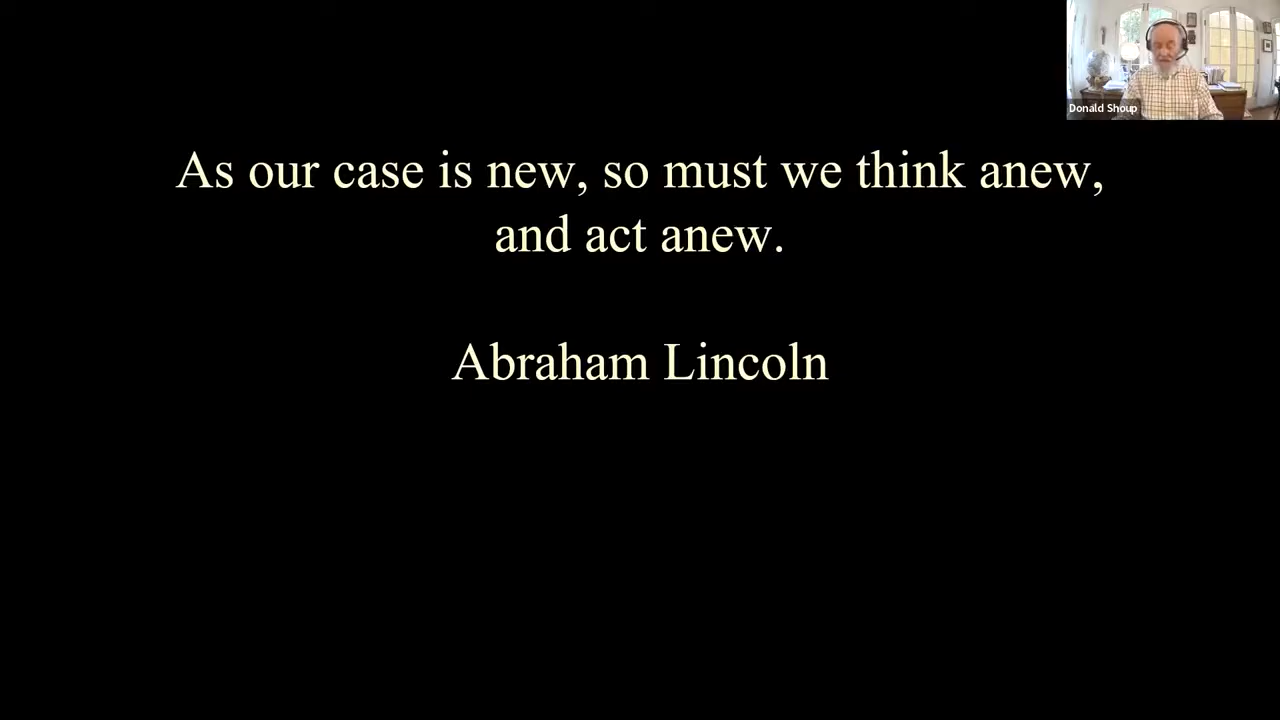 Donald Shoup
As our case is new, so must we think anew,
and act anew.
Abraham Lincoln